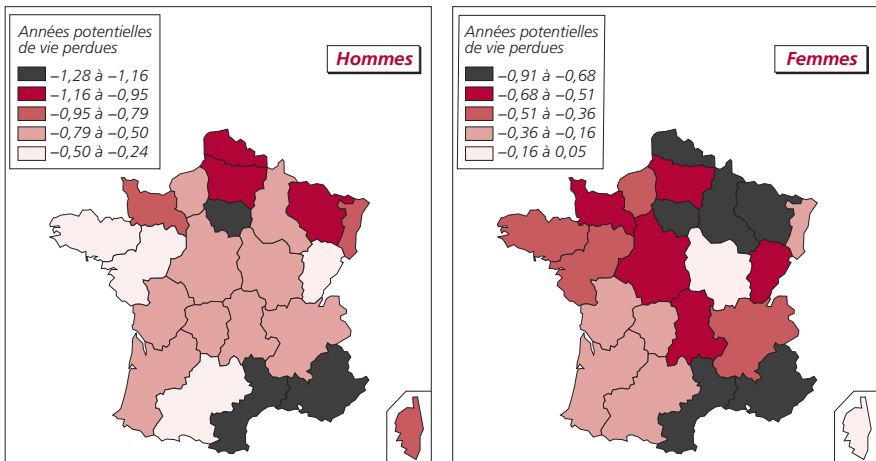 Années potentielles
de vie perdues
Hommes
–1,28 à –1,16
–1,16 à –0,95
–0,95 à –0,79
–0,79 à –0,50
–0,50 à –0,24
Années potentielles
de vie perdues
Femmes
–0,91 à –0,68
–0,68 à –0,51
–0,51 à –0,36
–0,36 à –0,16
–0,16 à 0,05